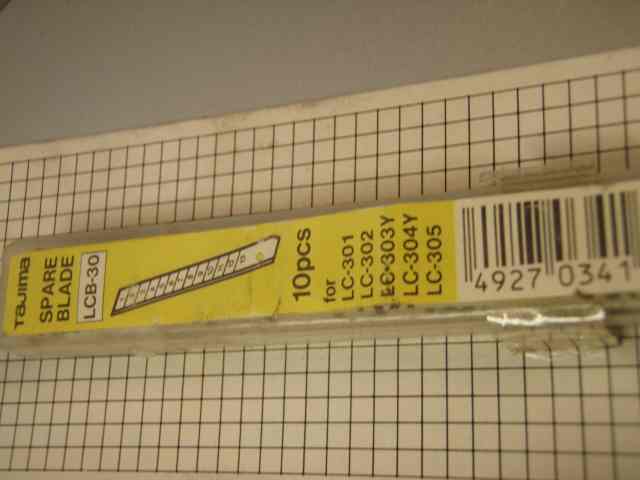 TAJIMA
SPARE
BLADE
LCB-30
10pcs
for
LC-301
LC-302
LC-303Y
LC-304Y
LC-305
4927 0341